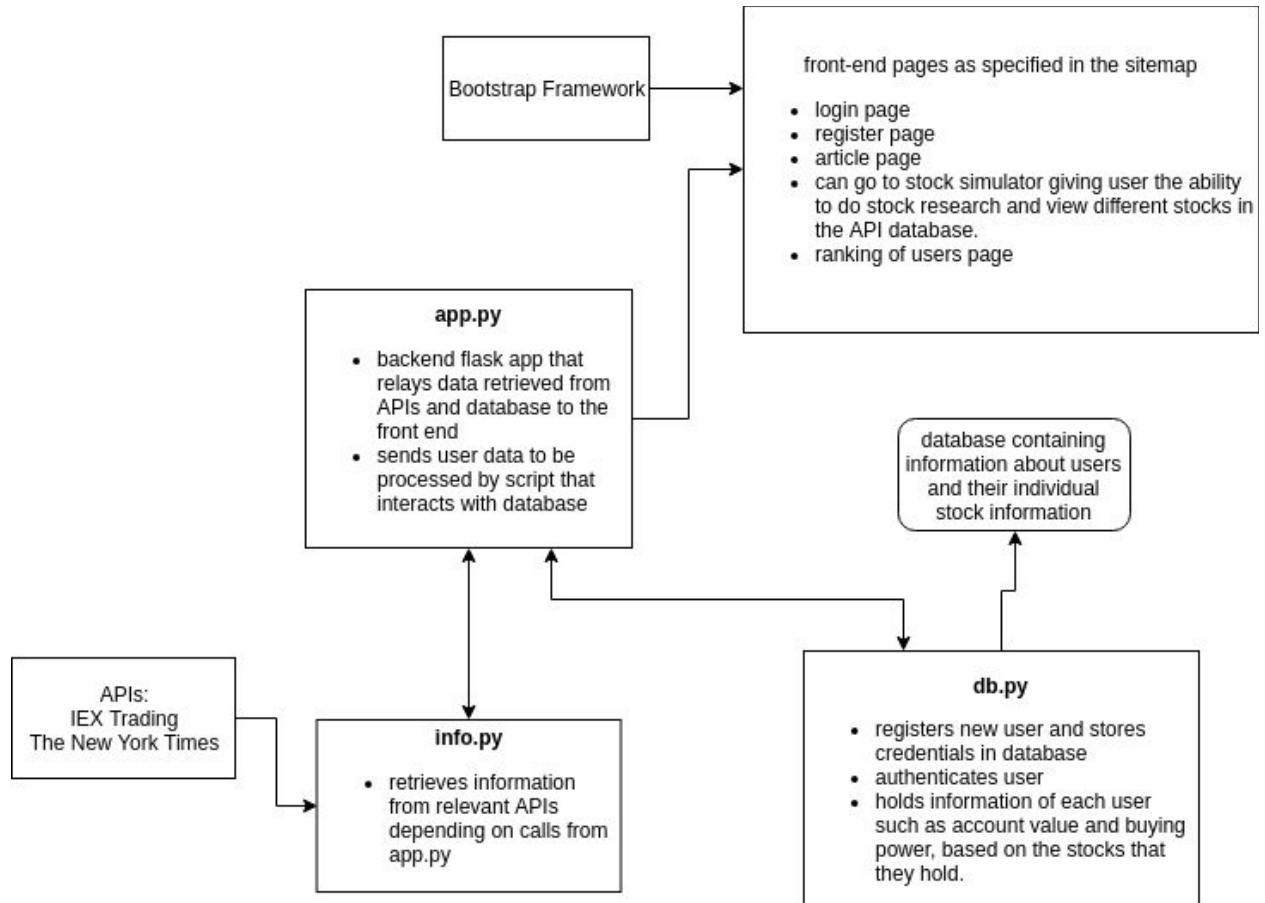 Bootstrap Framework
front-end pages as specified in the sitemap
• login page
• register page
• article page
• can go to stock simulator giving user the ability
to do stock research and view different stocks in
the API database.
• ranking of users page
app.py
• backend flask app that
relays data retrieved from
APIs and database to the
front end
• sends user data to be
processed by script that
interacts with database
database containing
information about users
and their individual
stock information
APIs:
IEX Trading
The New York Times
info.py
• retrieves information
from relevant APIs
depending on calls from
app.py
db.py
• registers new user and stores
credentials in database
• authenticates user
• holds information of each user
such as account value and buying
power, based on the stocks that
they hold.